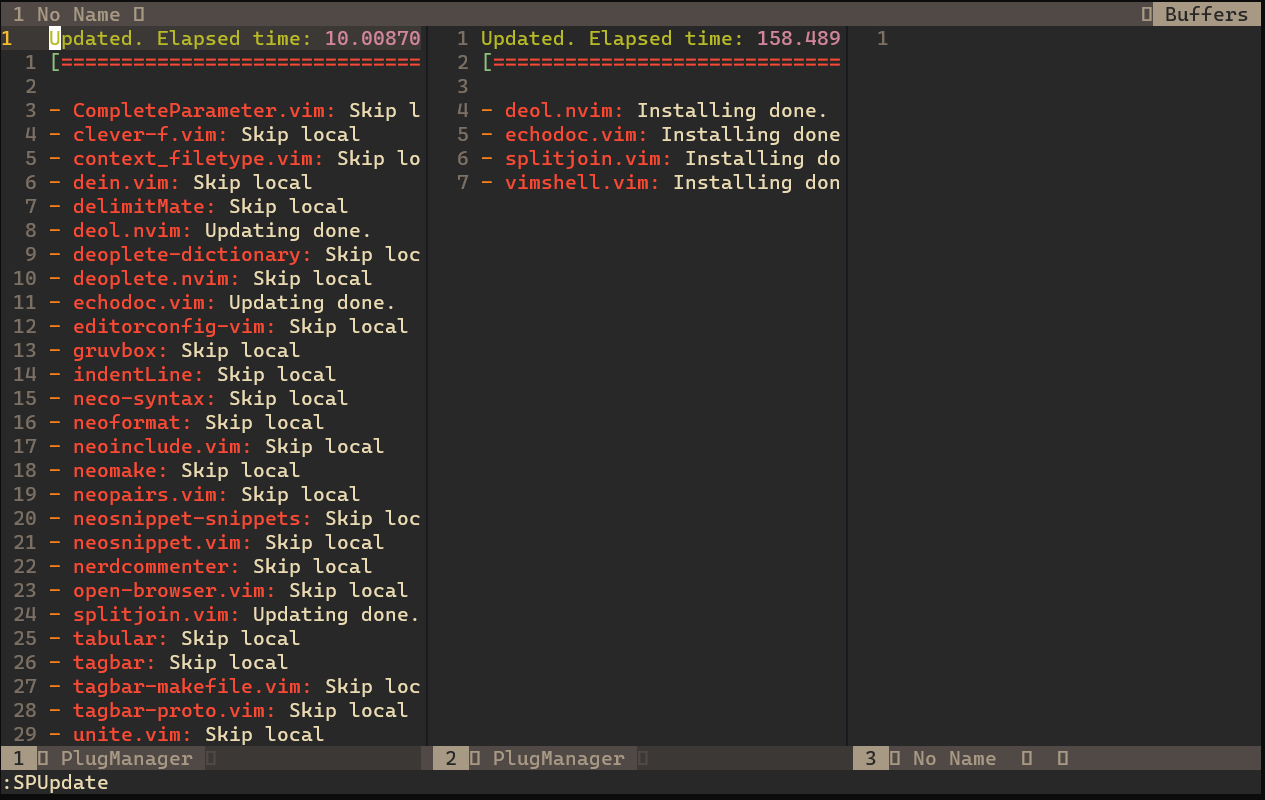 1 No Name Buffers
1 Updated. Elapsed time: 10.00870
1 [==============================
2
3 - CompleteParameter.vim: Skip l
4 - clever-f.vim: Skip local
5 - context_filetype.vim: Skip lo
6 - dein.vim: Skip local
7 - delimitMate: Skip local
8 - deol.nvim: Updating done.
9 - deoplete-dictionary: Skip loc
10 - deoplete.nvim: Skip local
11 - echodoc.vim: Updating done.
12 - editorconfig-vim: Skip local
13 - gruvbox: Skip local
14 - indentLine: Skip local
15 - neco-syntax: Skip local
16 - neoformat: Skip local
17 - neoinclude.vim: Skip local
18 - neomake: Skip local
19 - neopairs.vim: Skip local
20 - neosnippet-snippets: Skip loc
21 - neosnippet.vim: Skip local
22 - nerdcommenter: Skip local
23 - open-browser.vim: Skip local
24 - splitjoin.vim: Updating done.
25 - tabular: Skip local
26 - tagbar: Skip local
27 - tagbar-makefile.vim: Skip loc
28 - tagbar-proto.vim: Skip local
29 - unite.vim: Skip local
1 PlugManager
1 Updated. Elapsed time: 158.489
2 [=============================
3
4 - deol.nvim: Installing done.
5 - echodoc.vim: Installing done
6 - splitjoin.vim: Installing do
7 - vimshell.vim: Installing don
2 PlugManager
1
3 No Name
:SPUpdate